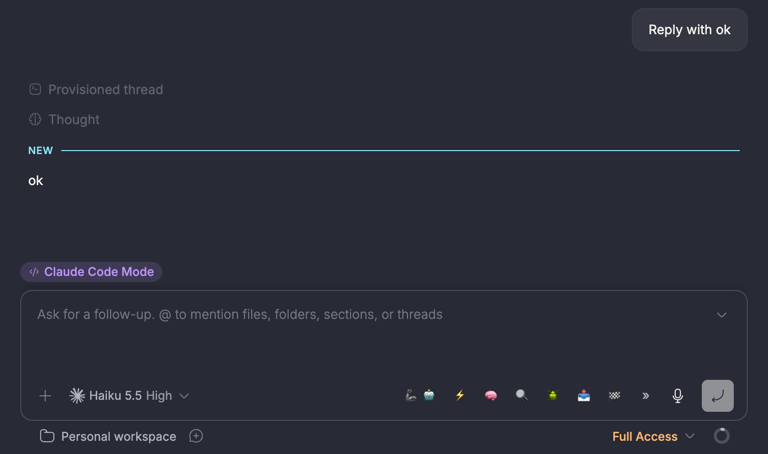 Reply with ok
Provisioned thread
Thought
NEW
ok
Claude Code Mode
Ask for a follow-up. @ to mention files, folders, sections, or threads
Haiku 5.5 High
Personal workspace
Full Access